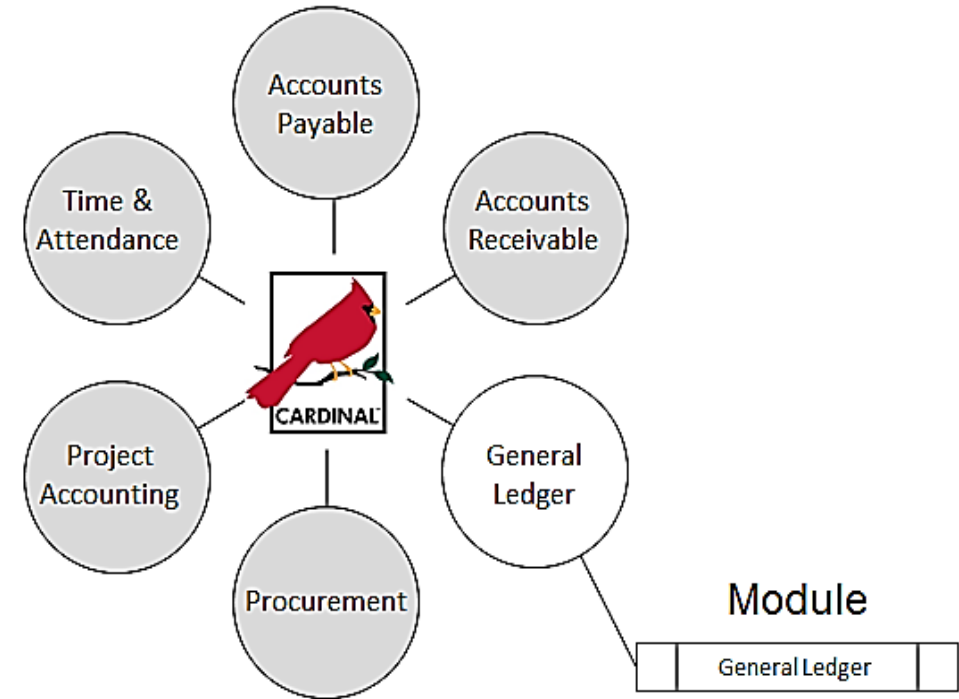 Accounts
Payable
Time &
Attendance
Accounts
Receivable
CARDINAL
Project
Accounting
General
Ledger
Procurement
Module
General Ledger